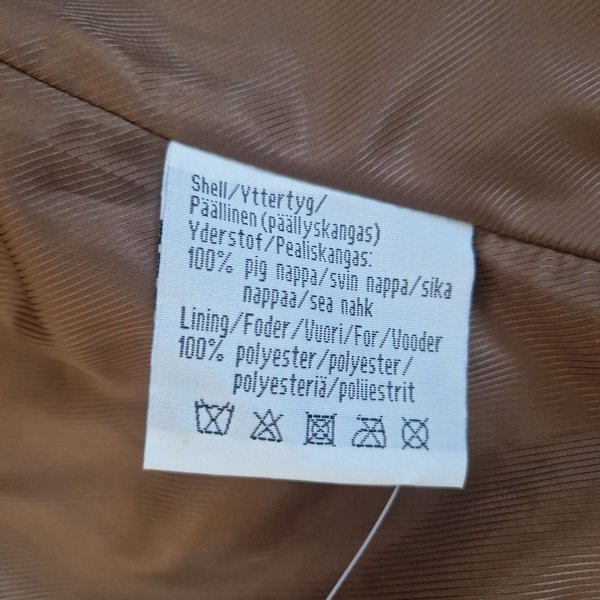 Shell/Yttertyg/
Päällinen(päällyskangas)
Yderstof/Pealiskangas:
100% pig nappa/svin nappa/sika
nappaa/sea nahk
Lining/Foder/Vuori/For/Vooder
100% polyester/polyester/
polyesteriä/polüestrit